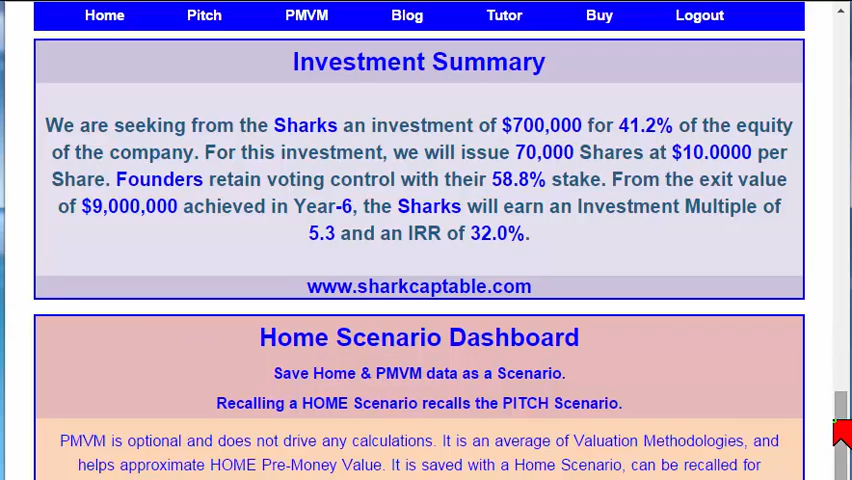 Home Pitch PMVM Blog Tutor Buy Logout
Investment Summary
We are seeking from the Sharks an investment of $700,000 for 41.2% of the equity
of the company. For this investment, we will issue 70,000 Shares at $10.0000 per
Share. Founders retain voting control with their 58.8% stake. From the exit value
of $9,000,000 achieved in Year-6, the Sharks will earn an Investment Multiple of
5.3 and an IRR of 32.0%.
www.sharkcaptable.com
Home Scenario Dashboard
Save Home & PMVM data as a Scenario.
Recalling a HOME Scenario recalls the PITCH Scenario.
PMVM is optional and does not drive any calculations. It is an average of Valuation Methodologies, and
helps approximate HOME Pre-Money Value. It is saved with a Home Scenario, can be recalled for